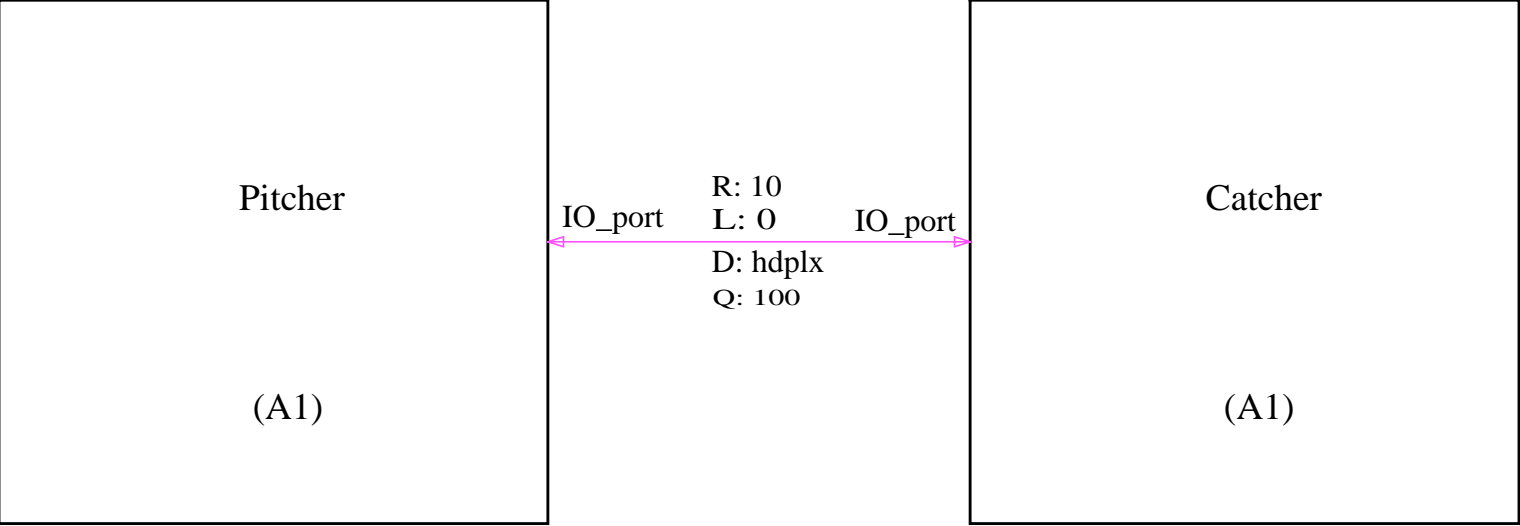 Pitcher
(A1)
IO_port
R: 10
L: 0
D: hdplx
Q: 100
IO_port
Catcher
(A1)